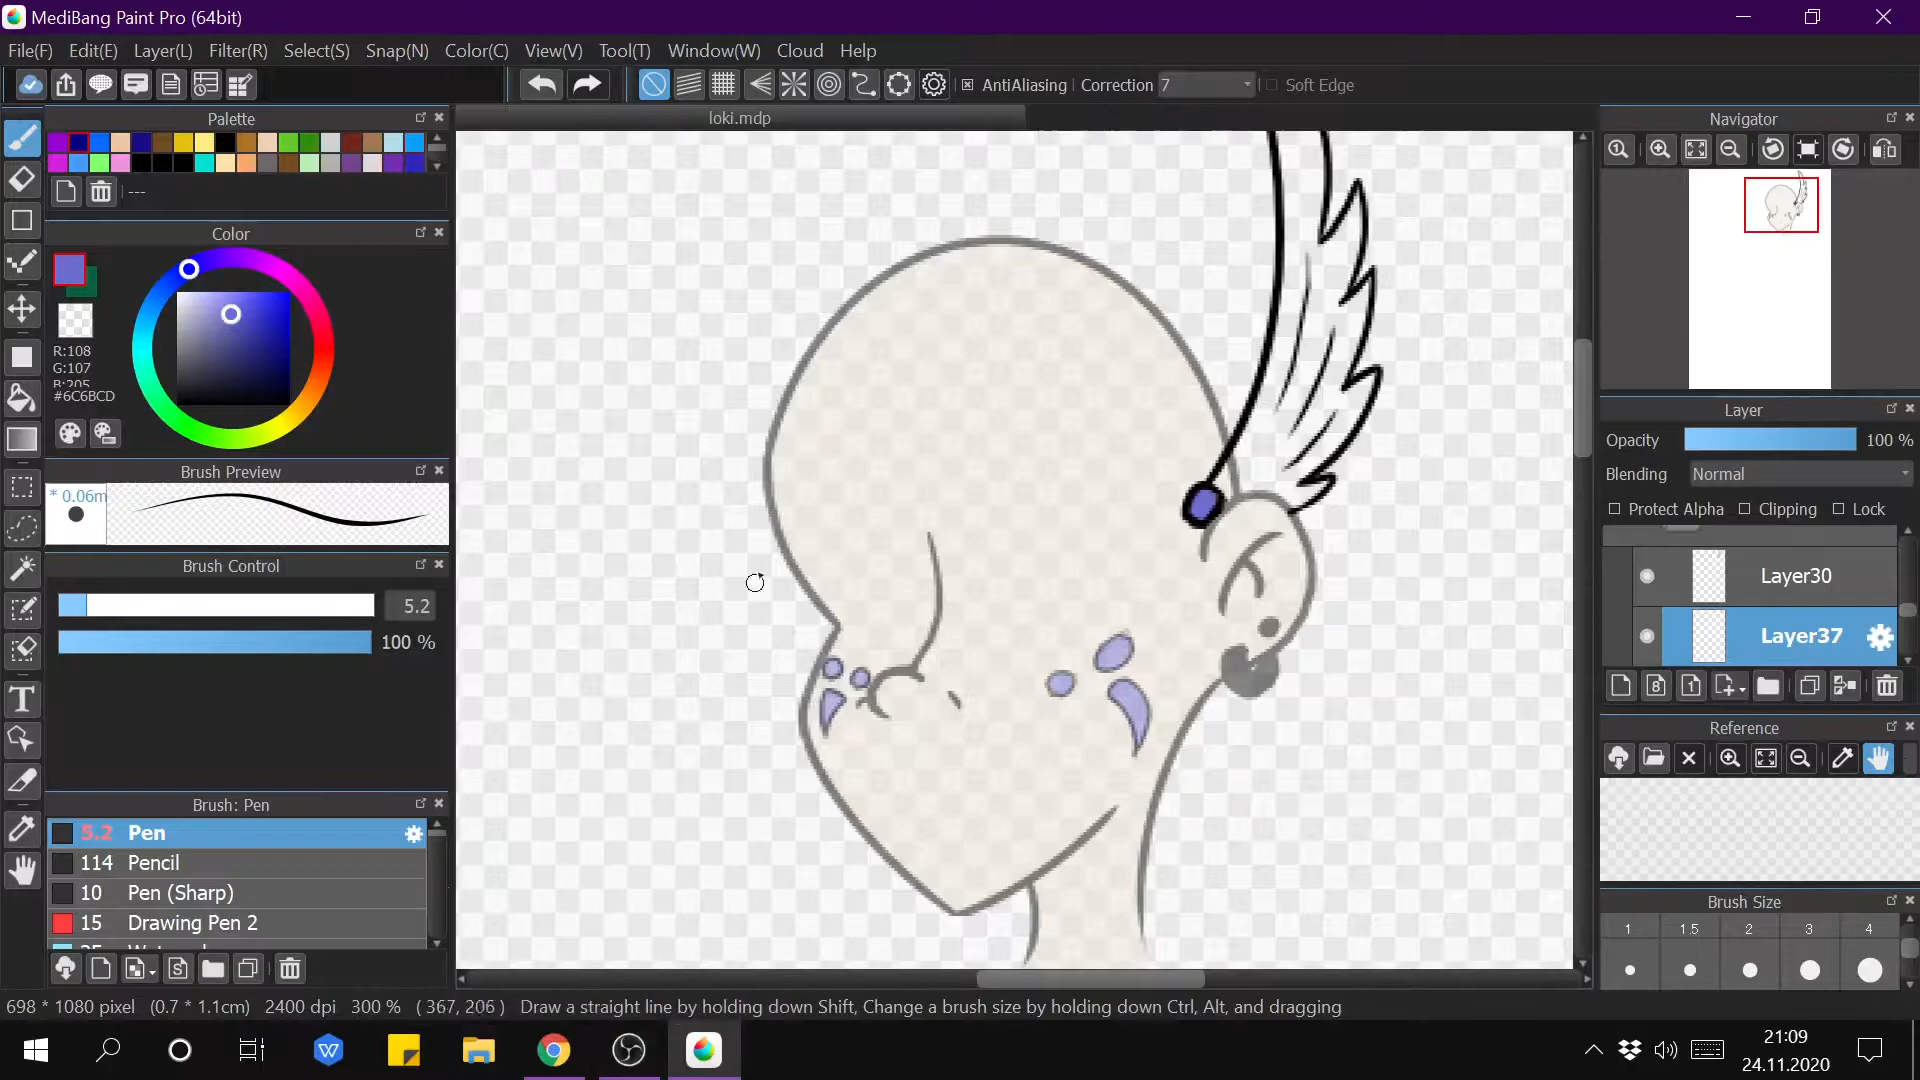 MediBang Paint Pro (64bit)
File(F) Edit(E) Layer(L) Filter(R) Select(S) Snap(N) Color(C) View(V) Tool(T) Window(W) Cloud Help
AntiAliasing Correction 7 Soft Edge
Palette
---
loki.mdp
Navigator
Color
R:108
G:107
B:205
#6C6BCD
Brush Preview
* 0.06m
Brush Control
5.2
100 %
Brush: Pen
5.2 Pen
114 Pencil
10 Pen (Sharp)
15 Drawing Pen 2
Layer
Opacity 100 %
Blending Normal
Protect Alpha Clipping Lock
Layer30
Layer37
Reference
Brush Size
1 1.5 2 3 4
698 * 1080 pixel (0.7 * 1.1cm) 2400 dpi 300 % ( 367, 206 ) Draw a straight line by holding down Shift, Change a brush size by holding down Ctrl, Alt, and dragging
21:09
24.11.2020